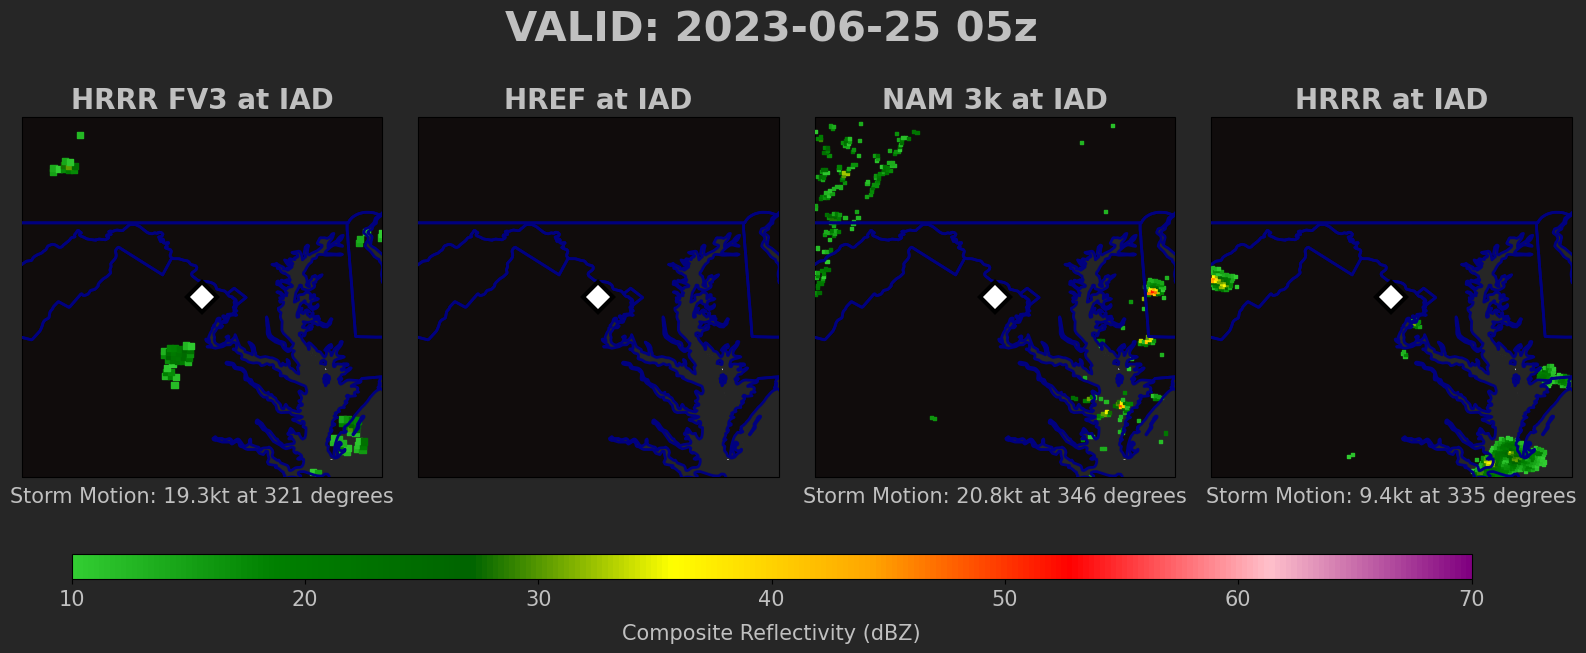 VALID: 2023-06-25 05z
HRRR FV3 at IAD
HREF at IAD
NAM 3k at IAD
HRRR at IAD
Storm Motion: 19.3kt at 321 degrees
Storm Motion: 20.8kt at 346 degrees
Storm Motion: 9.4kt at 335 degrees
10 20 30 40 50 60 70
Composite Reflectivity (dBZ)